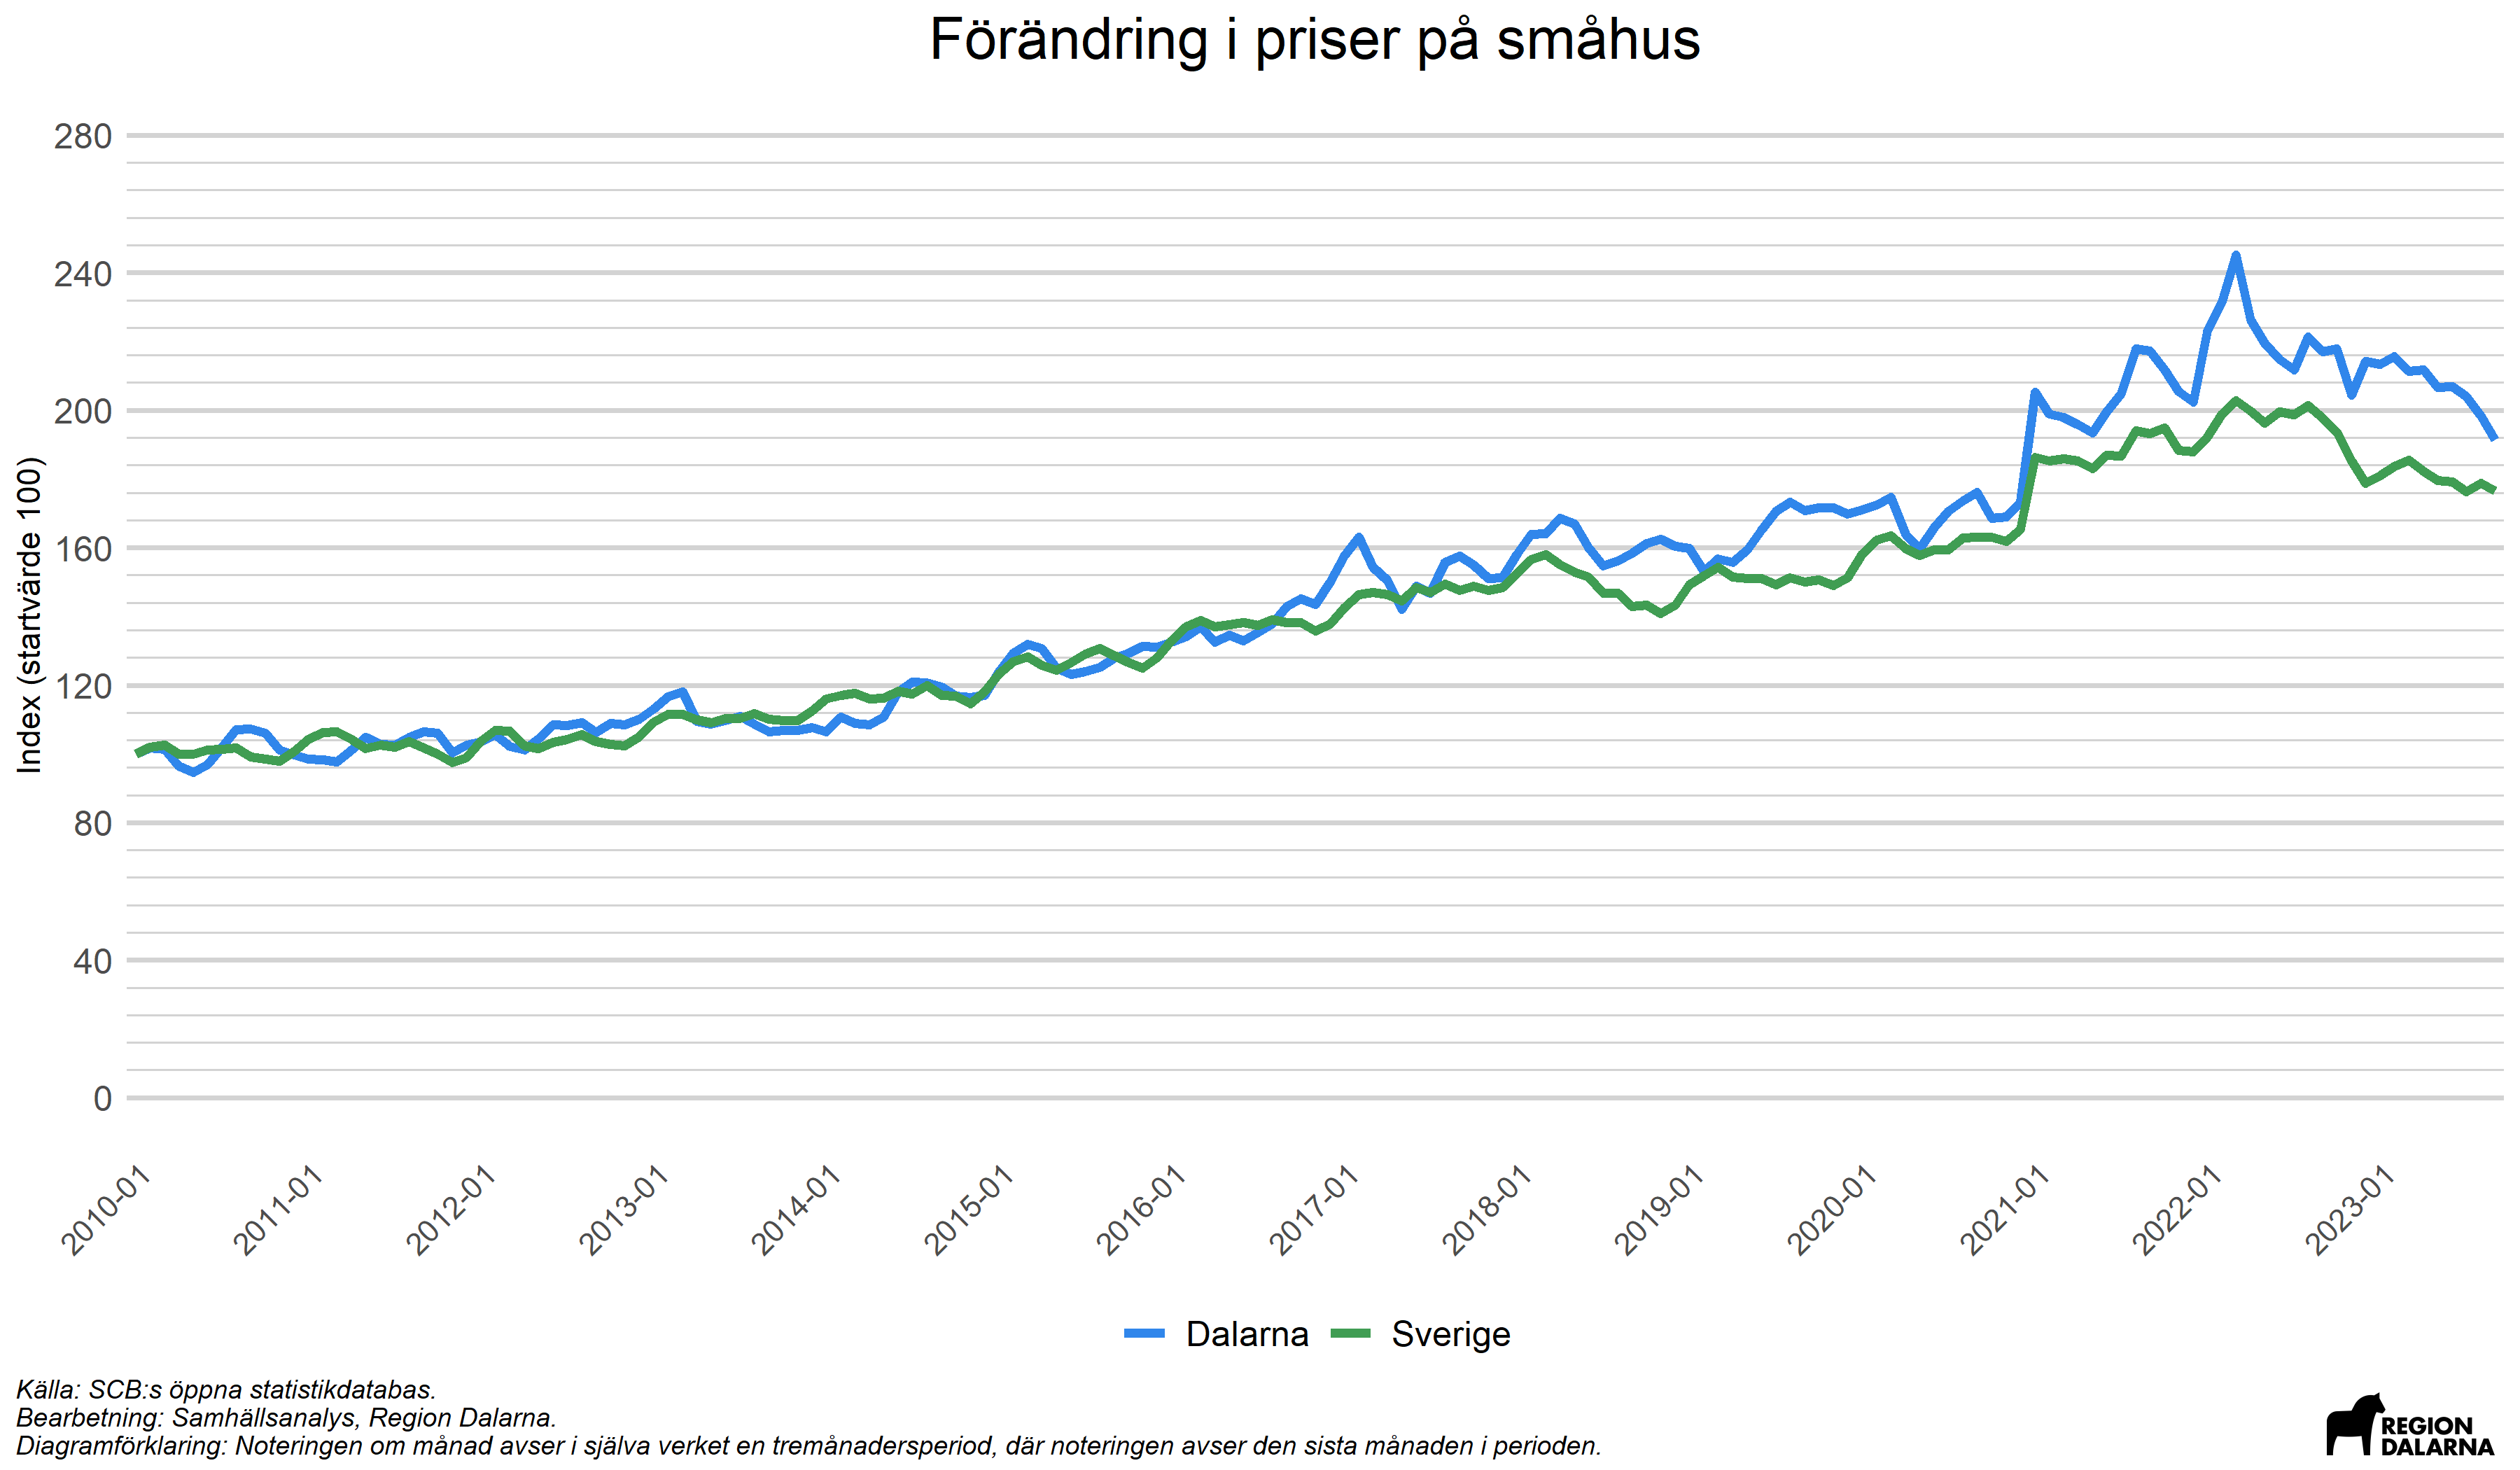 Förändring i priser på småhus
280
240
200
160
120
80
40
0
Index (startvärde 100)
2010-01
2011-01
2012-01
2013-01
2014-01
2015-01
2016-01
2017-01
2018-01
2019-01
2020-01
2021-01
2022-01
2023-01
Dalarna
Sverige
Källa: SCB:s öppna statistikdatabas.
Bearbetning: Samhällsanalys, Region Dalarna.
Diagramförklaring: Noteringen om månad avser i själva verket en tremånadersperiod, där noteringen avser den sista månaden i perioden.
REGION
DALARNA